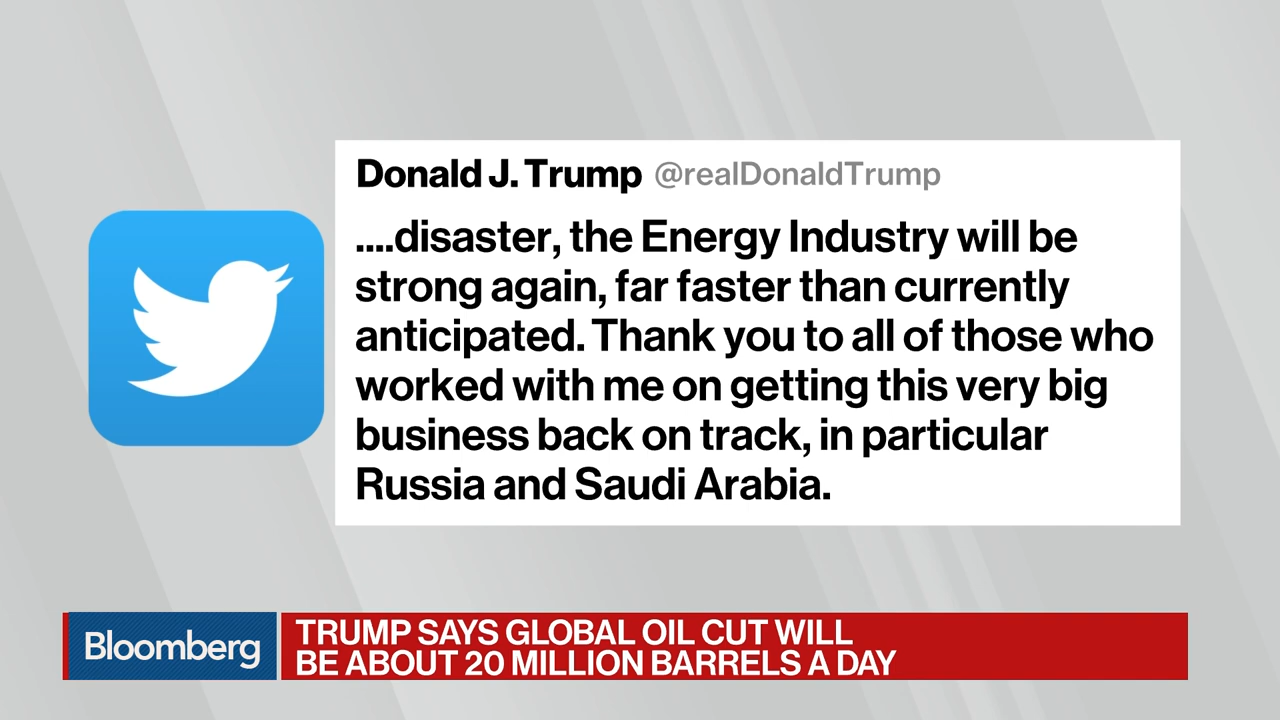 Donald J. Trump @realDonaldTrump
....disaster, the Energy Industry will be
strong again, far faster than currently
anticipated. Thank you to all of those who
worked with me on getting this very big
business back on track, in particular
Russia and Saudi Arabia.
Bloomberg
TRUMP SAYS GLOBAL OIL CUT WILL
BE ABOUT 20 MILLION BARRELS A DAY